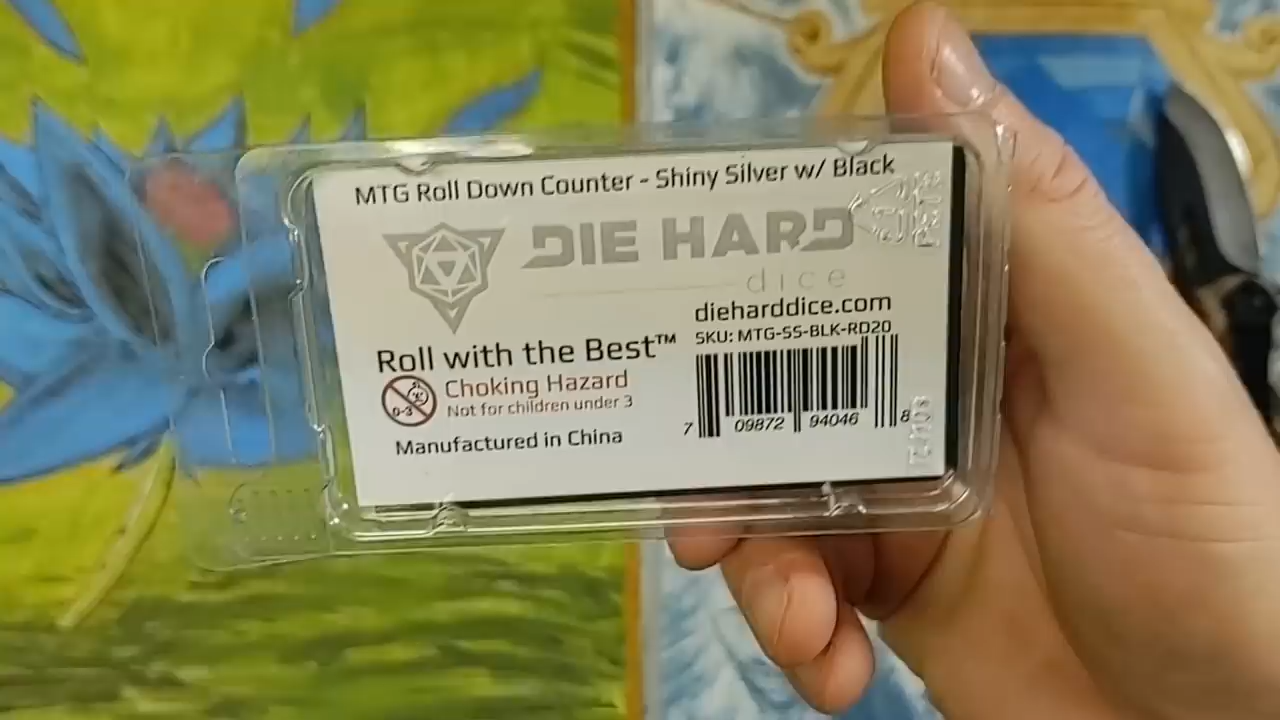 MTG Roll Down Counter - Shiny Silver w/ Black
DIE HARD
dice
dieharddice.com
SKU: MTG-SS-BLK-RD20
Roll with the Best™
0-3
Choking Hazard
Not for children under 3
Manufactured in China
7 09872 94046 8